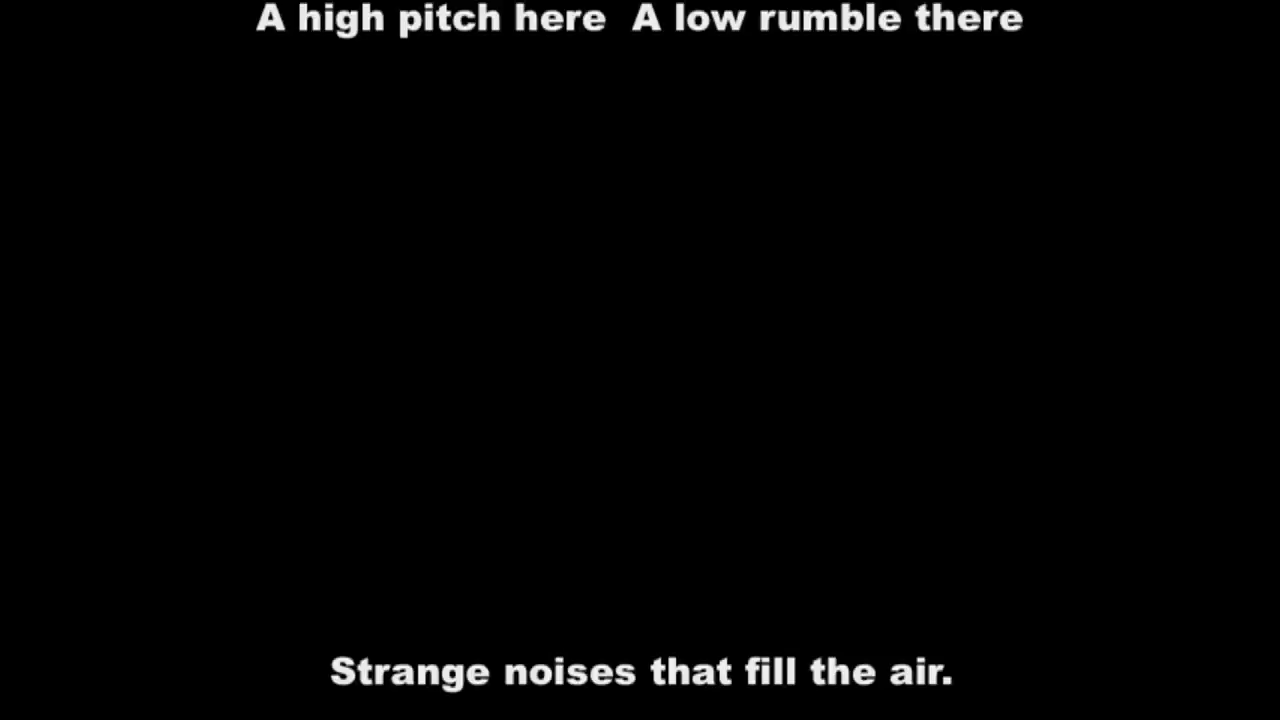 A high pitch here  A low rumble there
Strange noises that fill the air.